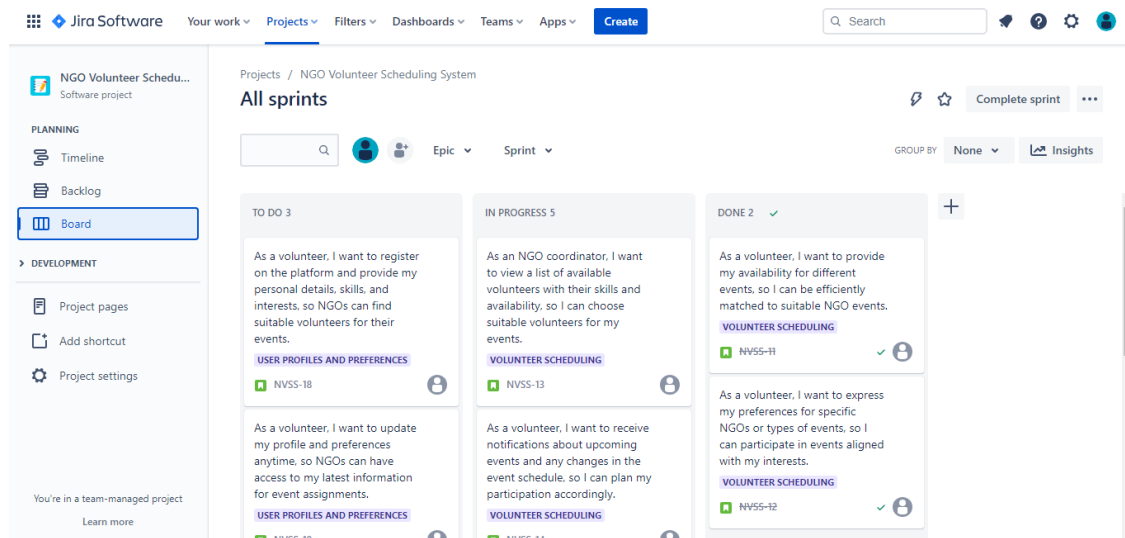 Jira Software Your work Projects Filters Dashboards Teams Apps Create Search
NGO Volunteer Schedu...
Software project
PLANNING
Timeline
Backlog
Board
DEVELOPMENT
Project pages
Add shortcut
Project settings
You're in a team-managed project
Learn more
Projects / NGO Volunteer Scheduling System
All sprints
Complete sprint
Epic Sprint
GROUP BY None Insights
TO DO 3
As a volunteer, I want to register
on the platform and provide my
personal details, skills, and
interests, so NGOs can find
suitable volunteers for their
events.
USER PROFILES AND PREFERENCES
NVSS-18
As a volunteer, I want to update
my profile and preferences
anytime, so NGOs can have
access to my latest information
for event assignments.
USER PROFILES AND PREFERENCES
IN PROGRESS 5
As an NGO coordinator, I want
to view a list of available
volunteers with their skills and
availability, so I can choose
suitable volunteers for my
events.
VOLUNTEER SCHEDULING
NVSS-13
As a volunteer, I want to receive
notifications about upcoming
events and any changes in the
event schedule, so I can plan my
participation accordingly.
VOLUNTEER SCHEDULING
DONE 2
As a volunteer, I want to provide
my availability for different
events, so I can be efficiently
matched to suitable NGO events.
VOLUNTEER SCHEDULING
NVSS-11
As a volunteer, I want to express
my preferences for specific
NGOs or types of events, so I
can participate in events aligned
with my interests.
VOLUNTEER SCHEDULING
NVSS-12